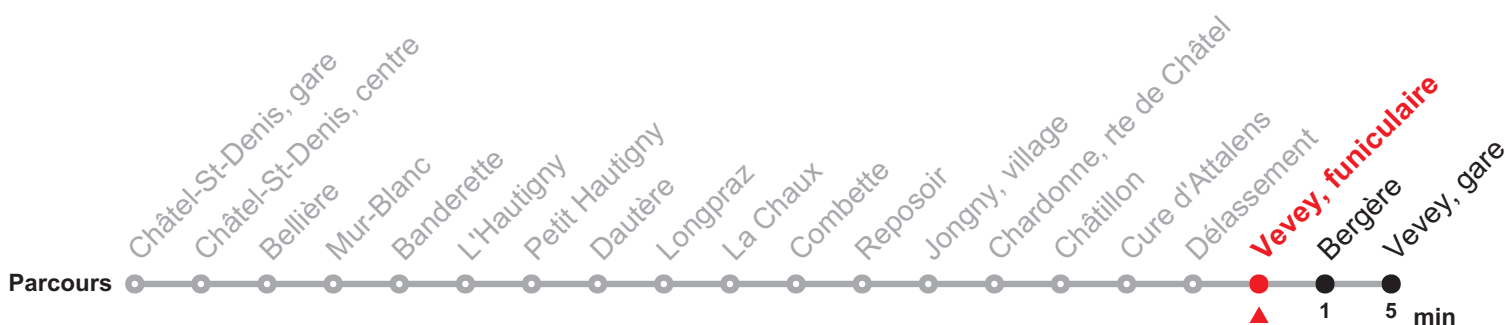 Châtel-St-Denis, gare
Châtel-St-Denis, centre
Bellière
Mur-Blanc
Banderette
L'Hautigny
Petit Hautigny
Dautère
Longpraz
La Chaux
Combette
Reposoir
Jongny, village
Chardonne, rte de Châtel
Châtillon
Cure d'Attalens
Délassement
Vevey, funiculaire
Bergère
Vevey, gare
Parcours
1 5 min